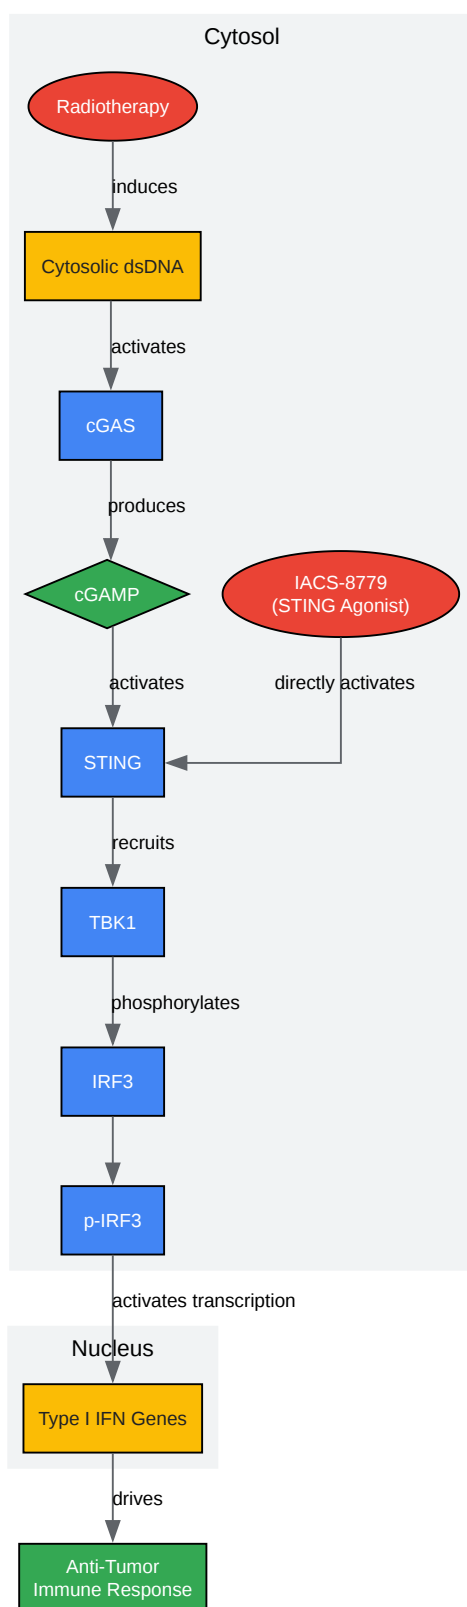 Cytosol
Radiotherapy
induces
Cytosolic dsDNA
activates
cGAS
produces
cGAMP
IACS-8779
(STING Agonist)
activates
directly activates
STING
recruits
TBK1
phosphorylates
IRF3
p-IRF3
activates transcription
Nucleus
Type I IFN Genes
drives
Anti-Tumor
Immune Response